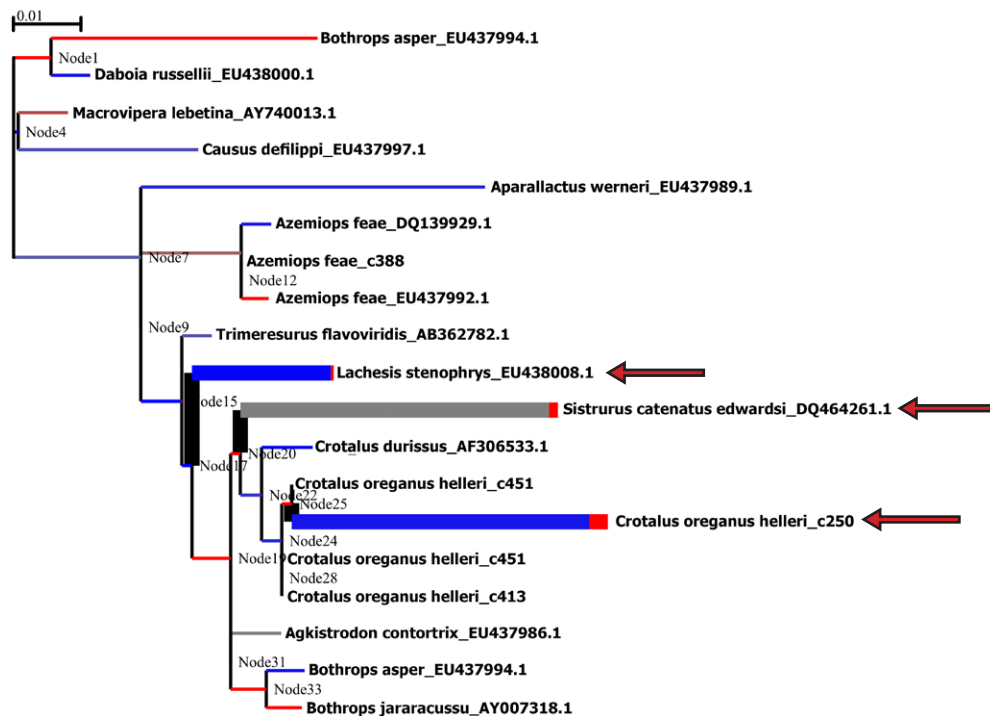 0.01
Bothrops asper_EU437994.1
Node1
Daboia russellii_EU438000.1
Macrovipera lebetina_AY740013.1
Node4
Causus defilippi_EU437997.1
Aparallactus werneri_EU437989.1
Azemiops feae_DQ139929.1
Node7
Azemiops feae_c388
Node12
Azemiops feae_EU437992.1
Node9
Trimeresurus flavoviridis_AB362782.1
Lachesis stenophrys_EU438008.1
ode15
Sistrurus catenatus edwardsi_DQ464261.1
Crotalus durissus_AF306533.1
Node20
Node17
Crotalus oreganus helleri_c451
Node22
Node25
Crotalus oreganus helleri_c250
Node24
Node19
Crotalus oreganus helleri_c451
Node28
Crotalus oreganus helleri_c413
Agkistrodon contortrix_EU437986.1
Node31
Bothrops asper_EU437994.1
Node33
Bothrops jararacussu_AY007318.1